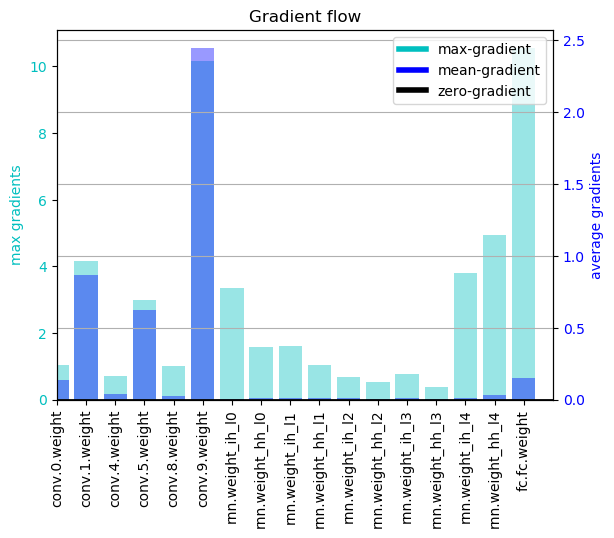 Gradient flow
max-gradient
mean-gradient
zero-gradient
max gradients
10
8
6
4
2
0
average gradients
2.5
2.0
1.5
1.0
0.5
0.0
conv.0.weight
conv.1.weight
conv.4.weight
conv.5.weight
conv.8.weight
conv.9.weight
rnn.weight_ih_l0
rnn.weight_hh_l0
rnn.weight_ih_l1
rnn.weight_hh_l1
rnn.weight_ih_l2
rnn.weight_hh_l2
rnn.weight_ih_l3
rnn.weight_hh_l3
rnn.weight_ih_l4
rnn.weight_hh_l4
fc.fc.weight